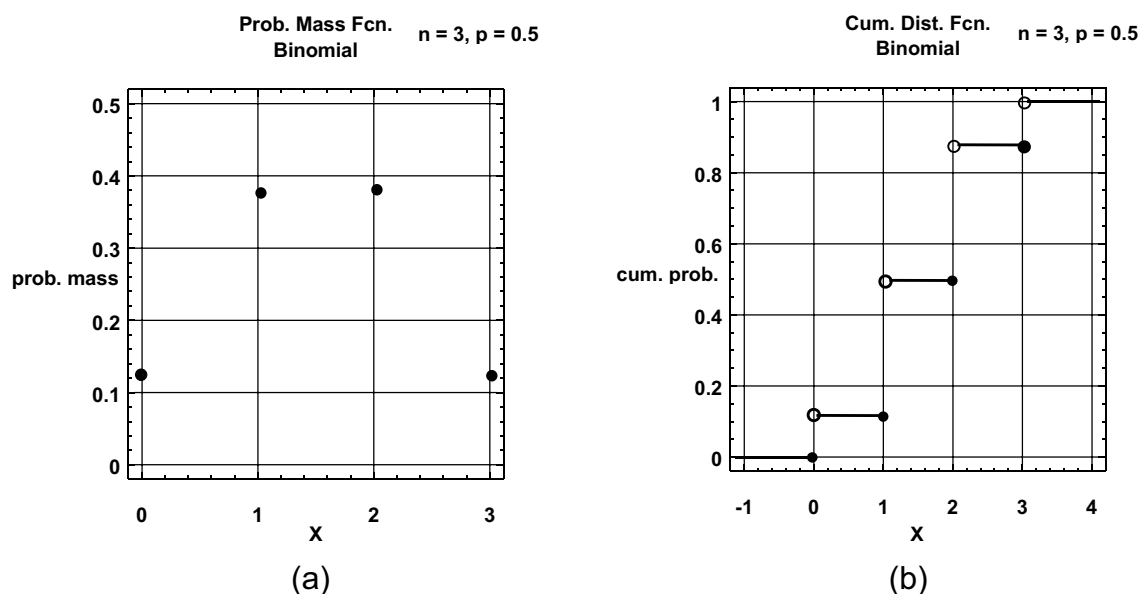 Prob. Mass Fcn.
Binomial
n = 3, p = 0.5
0.5
0.4
0.3
prob. mass
0.2
0.1
0
0 1 2 3
X
(a)
Cum. Dist. Fcn.
Binomial
n = 3, p = 0.5
1
0.8
0.6
cum. prob.
0.4
0.2
0
-1 0 1 2 3 4
X
(b)